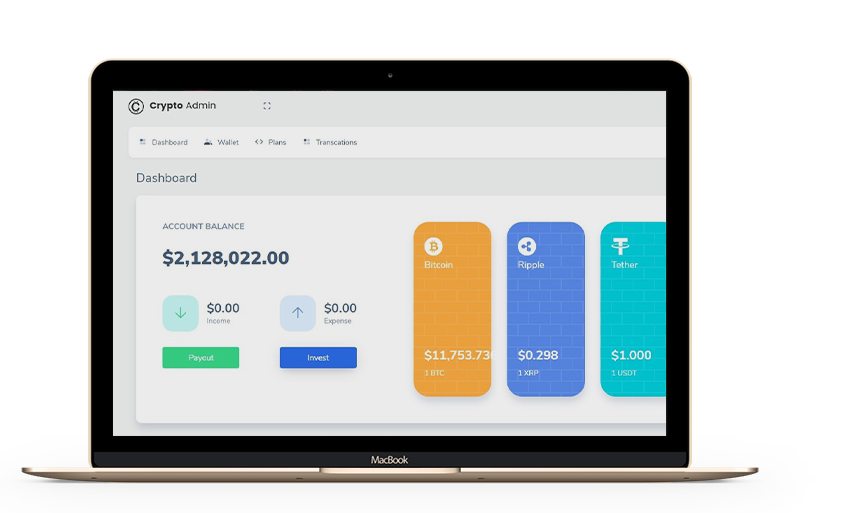 Crypto Admin
Dashboard
Wallet
Plans
Transcations
Dashboard
ACCOUNT BALANCE
$2,128,022.00
$0.00
Income
$0.00
Expense
Payout
Invest
Bitcoin
$11,753.73
1 BTC
Ripple
$0.298
1 XRP
Tether
$1.000
1 USDT
MacBook